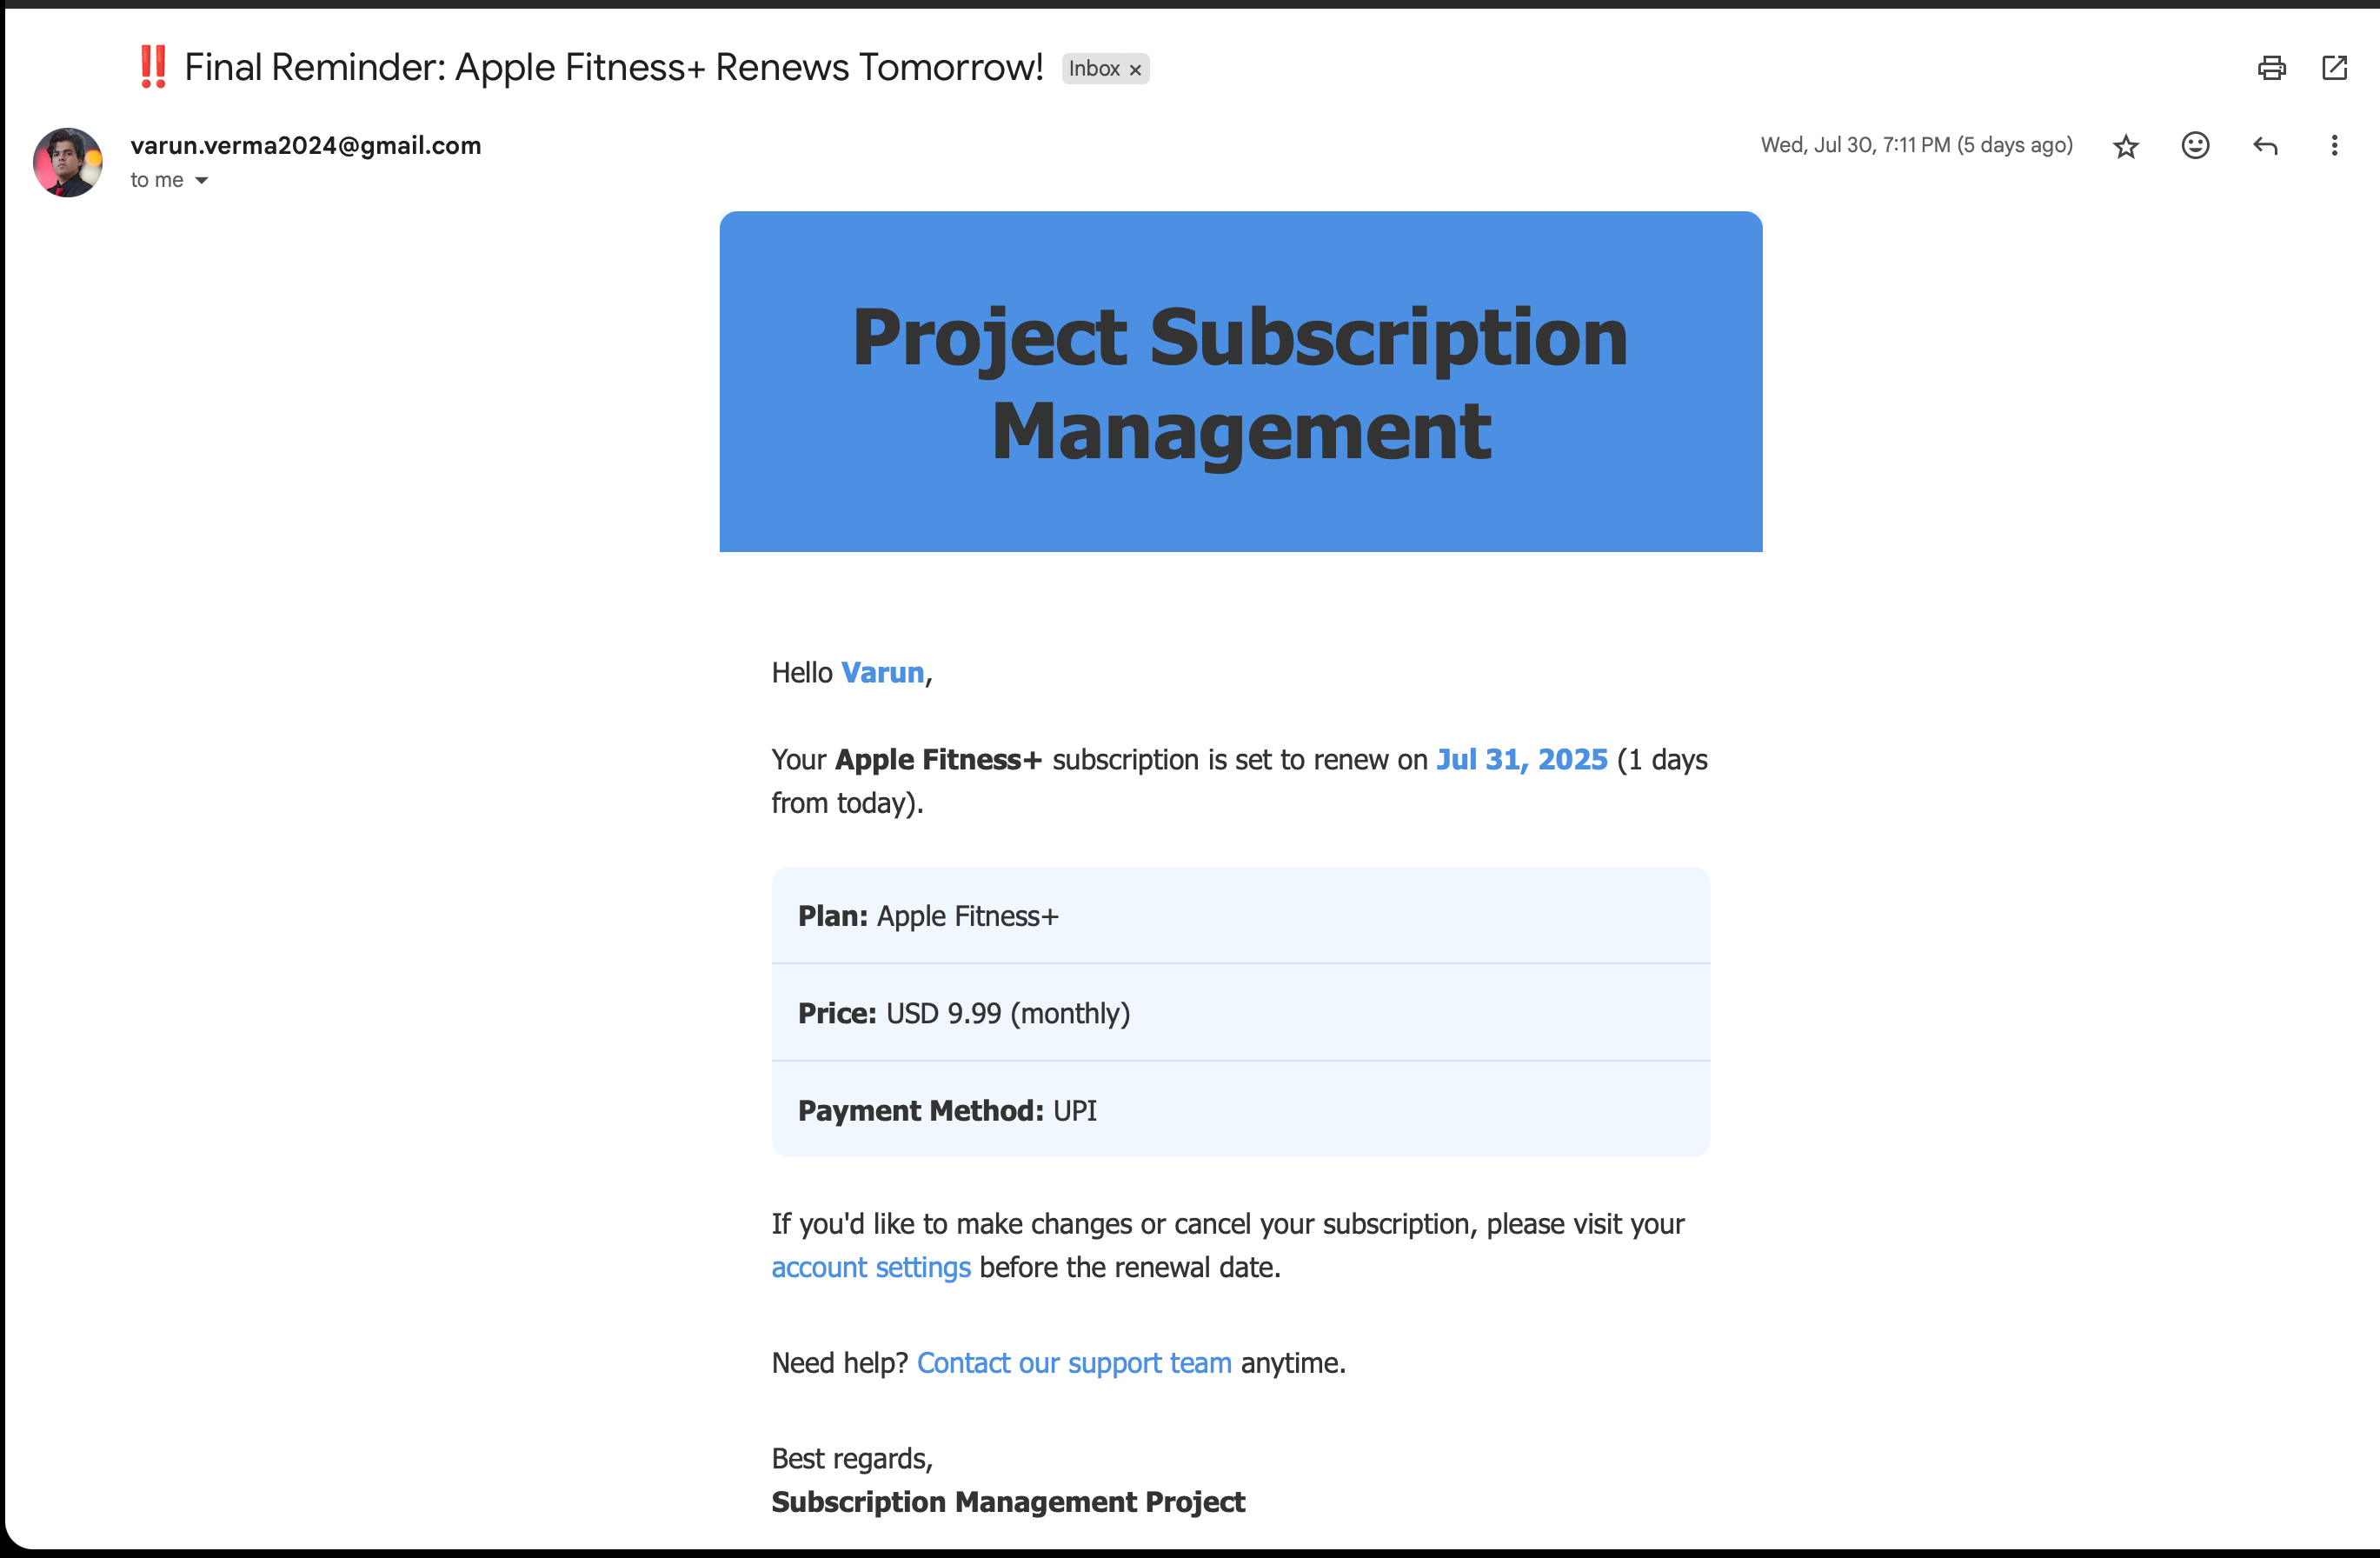 ‼️ Final Reminder: Apple Fitness+ Renews Tomorrow! Inbox ×
varun.verma2024@gmail.com
Wed, Jul 30, 7:11 PM (5 days ago)
to me
Project Subscription
Management
Hello Varun,
Your Apple Fitness+ subscription is set to renew on Jul 31, 2025 (1 days
from today).
Plan: Apple Fitness+
Price: USD 9.99 (monthly)
Payment Method: UPI
If you'd like to make changes or cancel your subscription, please visit your
account settings before the renewal date.
Need help? Contact our support team anytime.
Best regards,
Subscription Management Project